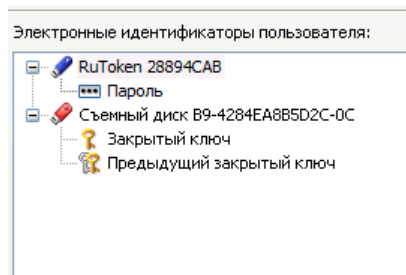 Электронные идентификаторы пользователя:
RuToken 28894CAB
Пароль
Съемный диск B9-4284EA8B5D2C-0C
Закрытый ключ
Предыдущий закрытый ключ